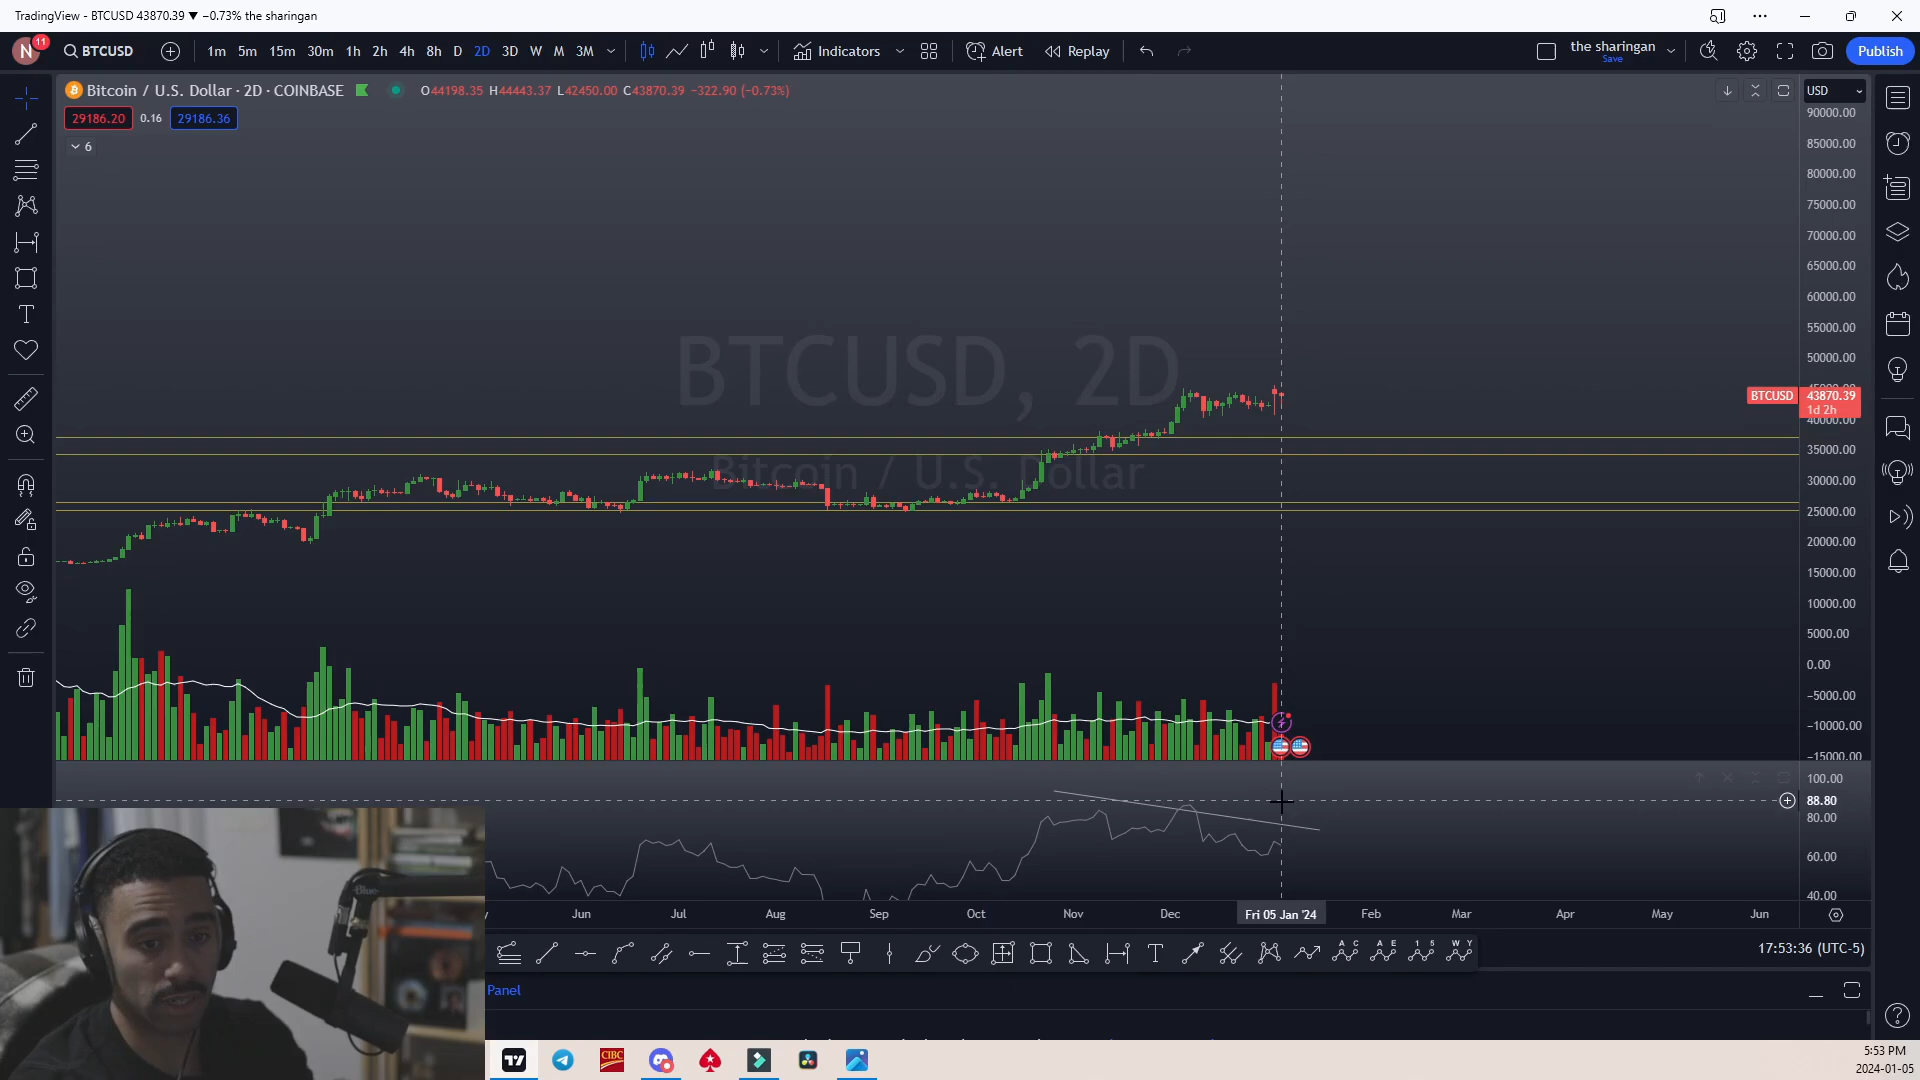 TradingView - BTCUSD 43870.39 ▼ −0.73% the sharingan
N 11 BTCUSD 1m 5m 15m 30m 1h 2h 4h 8h D 2D 3D W M 3M Indicators Alert Replay the sharingan Save Publish
Bitcoin / U.S. Dollar · 2D · COINBASE O44198.35 H44443.37 L42450.00 C43870.39 −322.90 (−0.73%) USD
29186.20 0.16 29186.36
6
90000.00
85000.00
80000.00
75000.00
70000.00
65000.00
60000.00
55000.00
50000.00
BTCUSD, 2D
Bitcoin / U.S. Dollar
BTCUSD 43870.39
1d 2h
40000.00
35000.00
30000.00
25000.00
20000.00
15000.00
10000.00
5000.00
0.00
−5000.00
−10000.00
−15000.00
100.00
88.80
80.00
60.00
40.00
Jun Jul Aug Sep Oct Nov Dec Fri 05 Jan '24 Feb Mar Apr May Jun
A C A E 1 5 W Y
17:53:36 (UTC-5)
Panel
Blue
CIBC
5:53 PM
2024-01-05